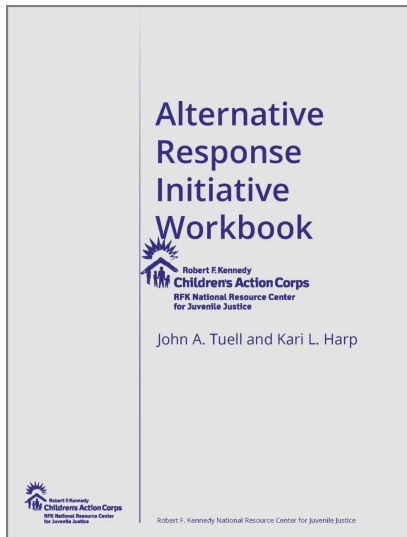 Alternative
Response
Initiative
Workbook
Robert F. Kennedy
Children's Action Corps
RFK National Resource Center
for Juvenile Justice
John A. Tuell and Kari L. Harp
Robert F. Kennedy
Children's Action Corps
RFK National Resource Center
for Juvenile Justice
Robert F. Kennedy National Resource Center for Juvenile Justice